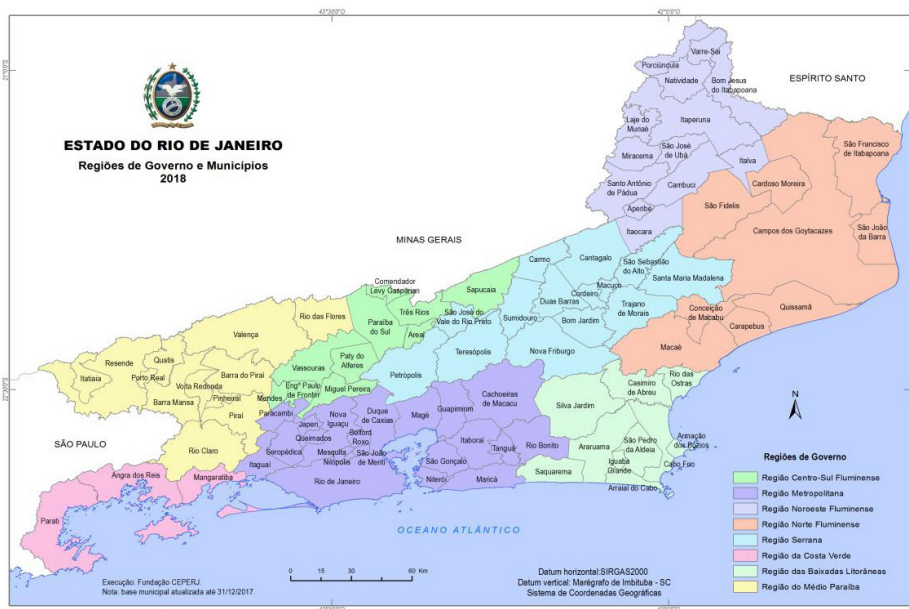 43°30'0"O
42°0'0"O
21°0'0"S
22°30'0"S
ESTADO DO RIO DE JANEIRO
Regiões de Governo e Municípios
2018
ESPÍRITO SANTO
MINAS GERAIS
SÃO PAULO
OCEANO ATLÂNTICO
Varre-Sai
Porciúncula
Natividade
Bom Jesus
do Itabapoana
Itaperuna
Laje do
Muriaé
São José
de Ubá
Miracema
Italva
Santo Antônio
de Pádua
Cambuci
Aperibé
Itaocara
São Francisco
de Itabapoana
Cardoso Moreira
São Fidelis
Campos dos Goytacazes
São João
da Barra
Quissamã
Conceição
de Macabu
Carapebus
Macaé
Carmo
Cantagalo
São Sebastião
do Alto
Santa Maria Madalena
Macuco
Cordeiro
Duas Barras
Trajano
de Morais
Sumidouro
Bom Jardim
Nova Friburgo
São José do
Vale do Rio Preto
Teresópolis
Petrópolis
Comendador
Levy Gasparian
Sapucaia
Três Rios
Paraíba
do Sul
Areal
Paty do
Alferes
Vassouras
Engº Paulo
de Frontin
Miguel Pereira
Mendes
Rio das Flores
Valença
Resende
Quatis
Itatiaia
Porto Real
Barra do Piraí
Volta Redonda
Barra Mansa
Pinheiral
Piraí
Rio Claro
Paracambi
Japeri
Nova
Iguaçu
Duque
de Caxias
Queimados
Belford
Roxo
Seropédica
Mesquita
Nilópolis
São João
de Meriti
Itaguaí
Rio de Janeiro
Magé
Guapimirim
Cachoeiras
de Macacu
Itaboraí
Tanguá
Rio Bonito
São Gonçalo
Niterói
Maricá
Rio das
Ostras
Casimiro
de Abreu
Silva Jardim
Araruama
São Pedro
da Aldeia
Armação
dos Búzios
Iguaba
Grande
Cabo Frio
Saquarema
Arraial do Cabo
Angra dos Reis
Mangaratiba
Parati
N
Regiões de Governo
Região Centro-Sul Fluminense
Região Metropolitana
Região Noroeste Fluminense
Região Norte Fluminense
Região Serrana
Região da Costa Verde
Região das Baixadas Litorâneas
Região do Médio Paraíba
Execução: Fundação CEPERJ.
Nota: base municipal atualizada até 31/12/2017.
0 15 30 60 Km
Datum horizontal:SIRGAS2000
Datum vertical: Marégrafo de Imbituba - SC
Sistema de Coordenadas Geográficas